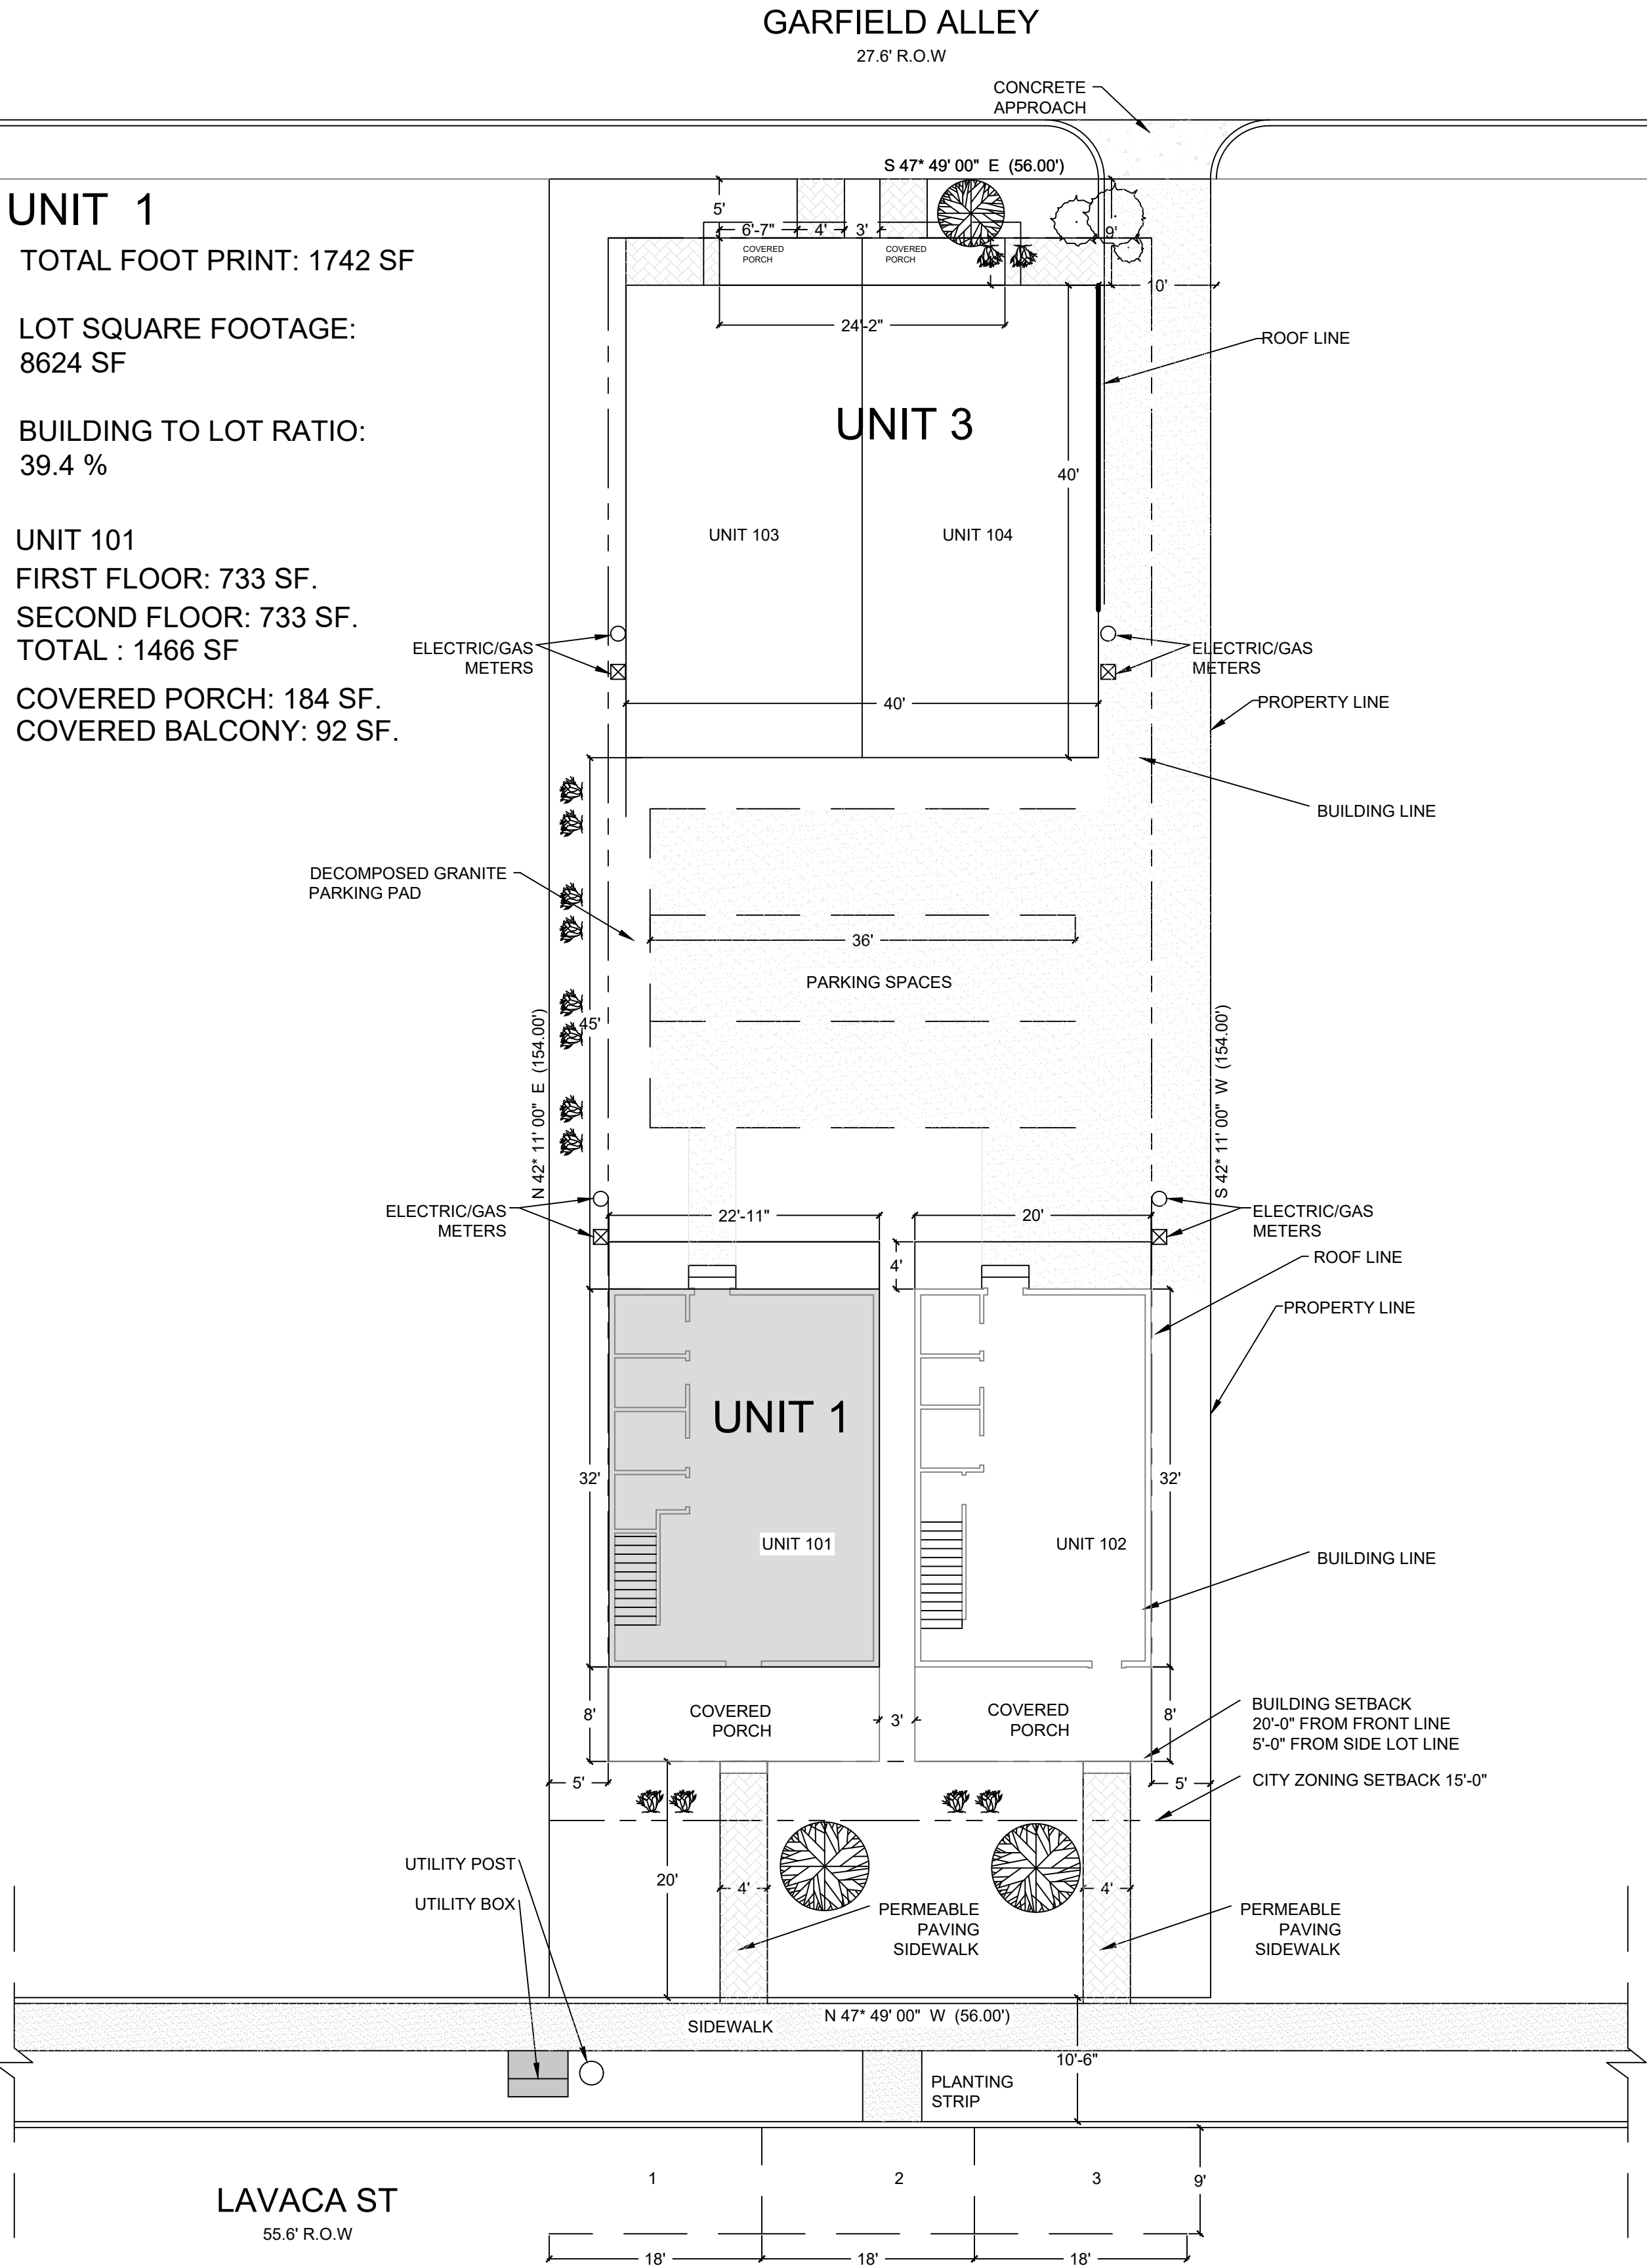 GARFIELD ALLEY
27.6' R.O.W
CONCRETE
APPROACH
S 47* 49' 00" E (56.00')
UNIT 1
TOTAL FOOT PRINT: 1742 SF
LOT SQUARE FOOTAGE:
8624 SF
BUILDING TO LOT RATIO:
39.4 %
UNIT 101
FIRST FLOOR: 733 SF.
SECOND FLOOR: 733 SF.
TOTAL : 1466 SF
COVERED PORCH: 184 SF.
COVERED BALCONY: 92 SF.
5'
6'-7"
4'
3'
9'
COVERED
PORCH
COVERED
PORCH
10'
24'-2"
ROOF LINE
UNIT 3
40'
UNIT 103
UNIT 104
ELECTRIC/GAS
METERS
ELECTRIC/GAS
METERS
40'
PROPERTY LINE
BUILDING LINE
DECOMPOSED GRANITE
PARKING PAD
36'
PARKING SPACES
45'
N 42* 11' 00" E (154.00')
S 42* 11' 00" W (154.00')
ELECTRIC/GAS
METERS
22'-11"
20'
ELECTRIC/GAS
METERS
4'
ROOF LINE
PROPERTY LINE
UNIT 1
32'
32'
UNIT 101
UNIT 102
BUILDING LINE
8'
COVERED
PORCH
3'
COVERED
PORCH
8'
BUILDING SETBACK
20'-0" FROM FRONT LINE
5'-0" FROM SIDE LOT LINE
5'
5'
CITY ZONING SETBACK 15'-0"
UTILITY POST
20'
4'
4'
UTILITY BOX
PERMEABLE
PAVING
SIDEWALK
PERMEABLE
PAVING
SIDEWALK
N 47* 49' 00" W (56.00')
SIDEWALK
10'-6"
PLANTING
STRIP
1
2
3
9'
LAVACA ST
55.6' R.O.W
18'
18'
18'